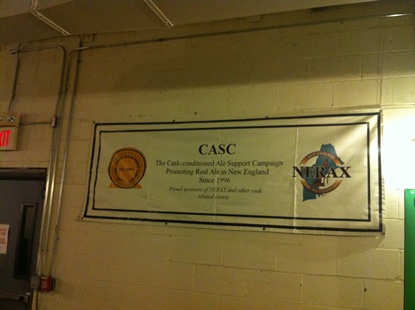 EXIT
CASC
The Cask-conditioned Ale Support Campaign
Promoting Real Ale in New England
Since 1996
Proud sponsors of NERAX and other cask
related events
NERAX